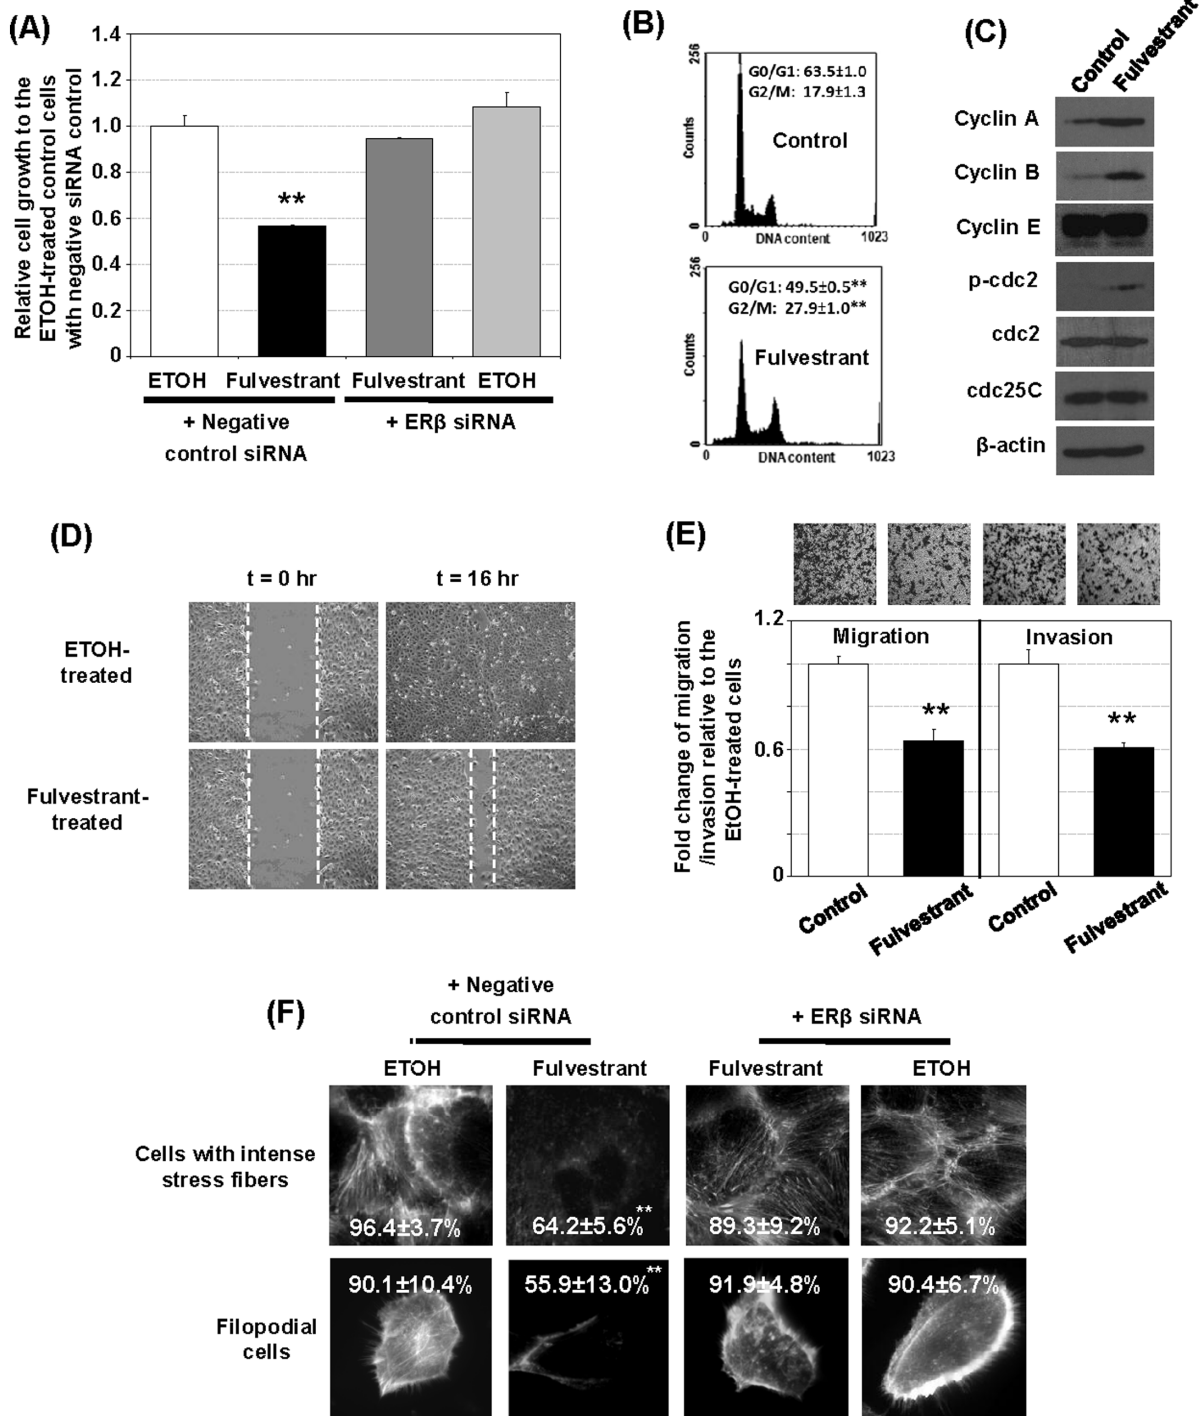 (A)
Relative cell growth to the
ETOH-treated control cells
with negative siRNA control
1.4
1.2
1.0
0.8
0.6
0.4
0.2
0
**
ETOH
Fulvestrant
Fulvestrant
ETOH
+ Negative
control siRNA
+ ERβ siRNA
(B)
256
Counts
G0/G1: 63.5±1.0
G2/M: 17.9±1.3
Control
0
DNA content
1023
256
Counts
G0/G1: 49.5±0.5**
G2/M: 27.9±1.0**
Fulvestrant
0
DNA content
1023
(C)
Control
Fulvestrant
Cyclin A
Cyclin B
Cyclin E
p-cdc2
cdc2
cdc25C
β-actin
(D)
t = 0 hr
t = 16 hr
ETOH-
treated
Fulvestrant-
treated
(E)
Fold change of migration
/invasion relative to the
EtOH-treated cells
1.2
0.6
0
Migration
Invasion
**
**
Control
Fulvestrant
Control
Fulvestrant
(F)
+ Negative
control siRNA
+ ERβ siRNA
ETOH
Fulvestrant
Fulvestrant
ETOH
Cells with intense
stress fibers
96.4±3.7%
64.2±5.6%**
89.3±9.2%
92.2±5.1%
Filopodial
cells
90.1±10.4%
55.9±13.0%**
91.9±4.8%
90.4±6.7%